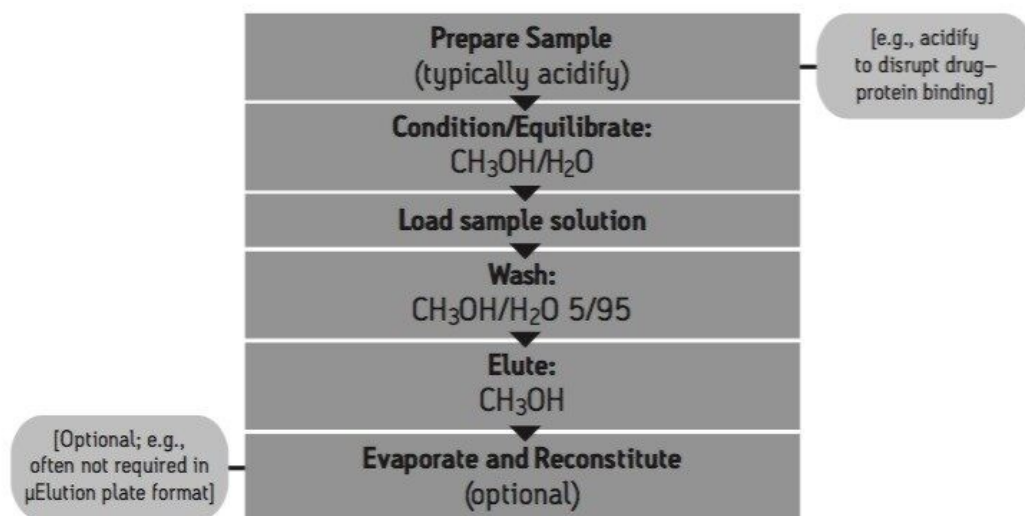 Prepare Sample
(typically acidify)
[e.g., acidify
to disrupt drug–
protein binding]
Condition/Equilibrate:
CH₃OH/H₂O
Load sample solution
Wash:
CH₃OH/H₂O 5/95
Elute:
CH₃OH
[Optional; e.g.,
often not required in
µElution plate format]
Evaporate and Reconstitute
(optional)